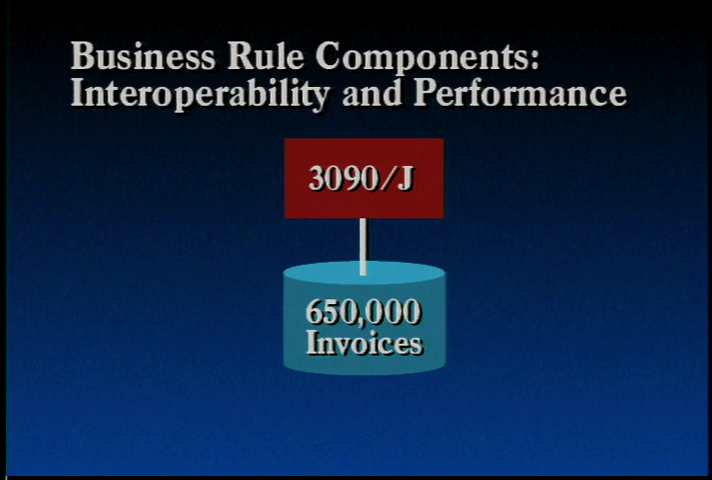 Business Rule Components:
Interoperability and Performance
3090/J
650,000
Invoices